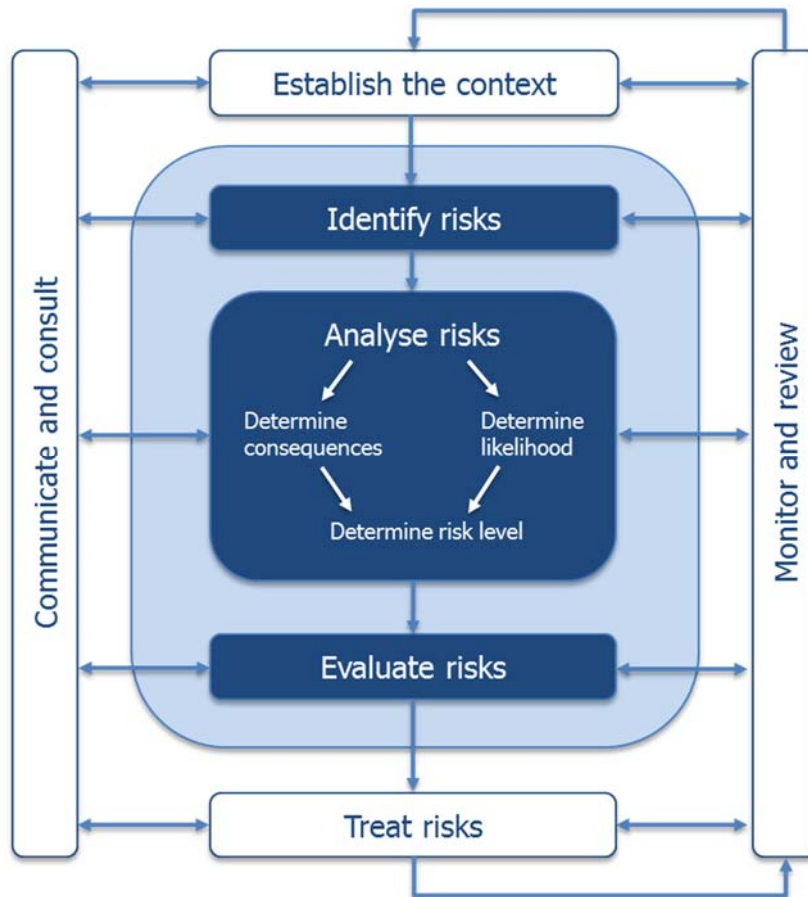 Establish the context
Identify risks
Analyse risks
Determine
consequences
Determine
likelihood
Determine risk level
Evaluate risks
Treat risks
Communicate and consult
Monitor and review